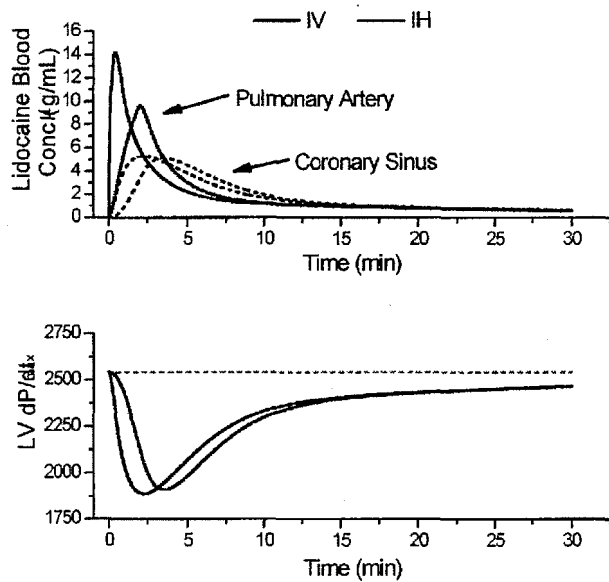 IV IH
Lidocaine Blood
Concl(g/mL)
16
14
12
10
8
6
4
2
0
Pulmonary Artery
Coronary Sinus
0 5 10 15 20 25 30
Time (min)
LV dP/
2750
2500
2250
2000
1750
0 5 10 15 20 25 30
Time (min)